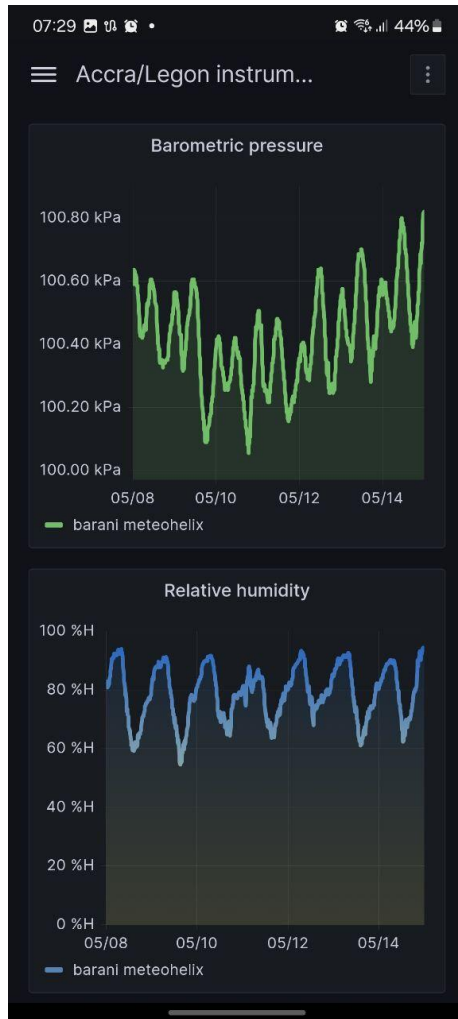 07:29 44%
Accra/Legon instrum...
Barometric pressure
100.80 kPa
100.60 kPa
100.40 kPa
100.20 kPa
100.00 kPa
05/08 05/10 05/12 05/14
barani meteohelix
Relative humidity
100 %H
80 %H
60 %H
40 %H
20 %H
0 %H
05/08 05/10 05/12 05/14
barani meteohelix